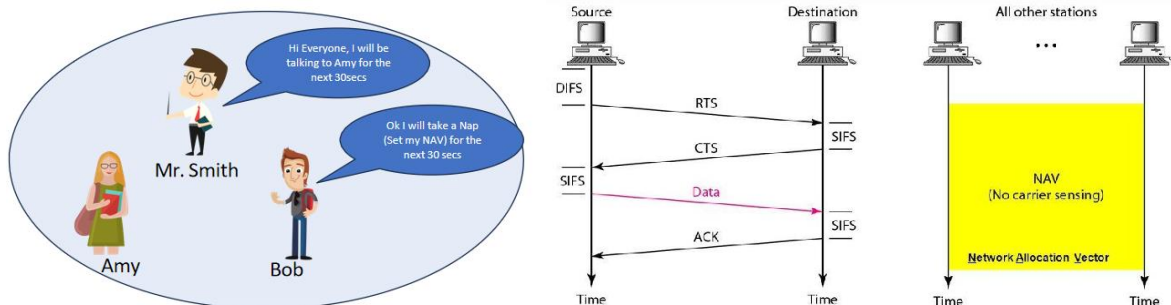 Hi Everyone, I will be
talking to Amy for the
next 30secs
Ok I will take a Nap
(Set my NAV) for the
next 30 secs
Mr. Smith
Amy
Bob
Source
Destination
All other stations
...
DIFS
RTS
SIFS
CTS
SIFS
Data
SIFS
ACK
NAV
(No carrier sensing)
Network Allocation Vector
Time
Time
Time
Time